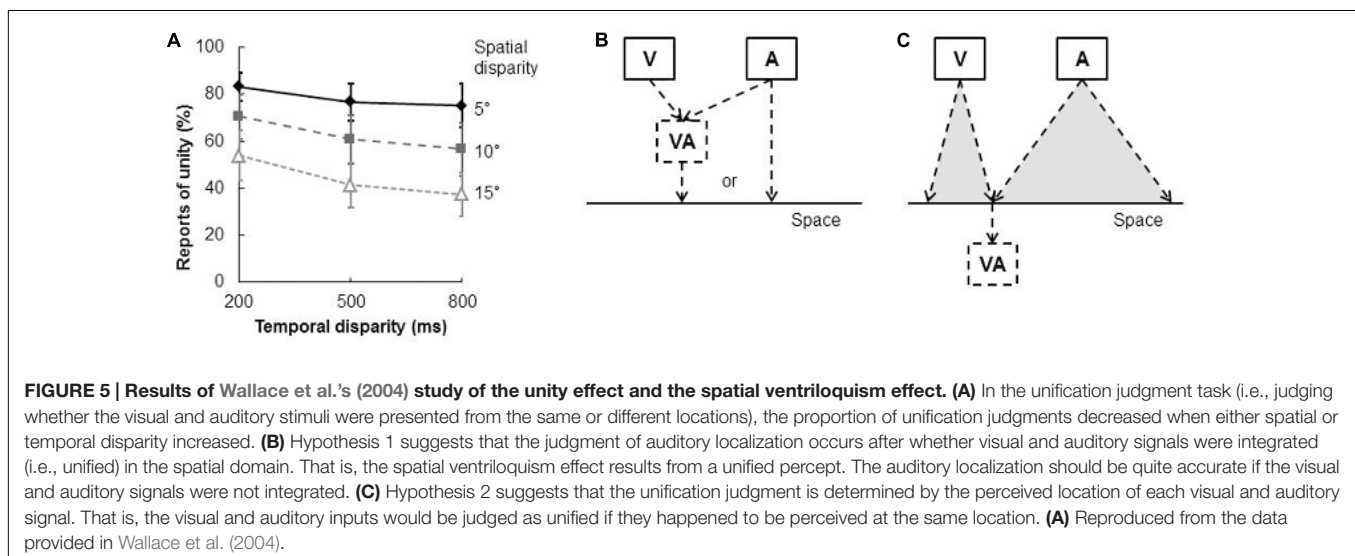 A
100
80
60
40
20
0
Reports of unity (%)
200
500
800
Temporal disparity (ms)
Spatial
disparity
5°
10°
15°
B
V
A
VA
or
Space
C
V
A
Space
VA
FIGURE 5 | Results of Wallace et al.'s (2004) study of the unity effect and the spatial ventriloquism effect. (A) In the unification judgment task (i.e., judging
whether the visual and auditory stimuli were presented from the same or different locations), the proportion of unification judgments decreased when either spatial or
temporal disparity increased. (B) Hypothesis 1 suggests that the judgment of auditory localization occurs after whether visual and auditory signals were integrated
(i.e., unified) in the spatial domain. That is, the spatial ventriloquism effect results from a unified percept. The auditory localization should be quite accurate if the visual
and auditory signals were not integrated. (C) Hypothesis 2 suggests that the unification judgment is determined by the perceived location of each visual and auditory
signal. That is, the visual and auditory inputs would be judged as unified if they happened to be perceived at the same location. (A) Reproduced from the data
provided in Wallace et al. (2004).